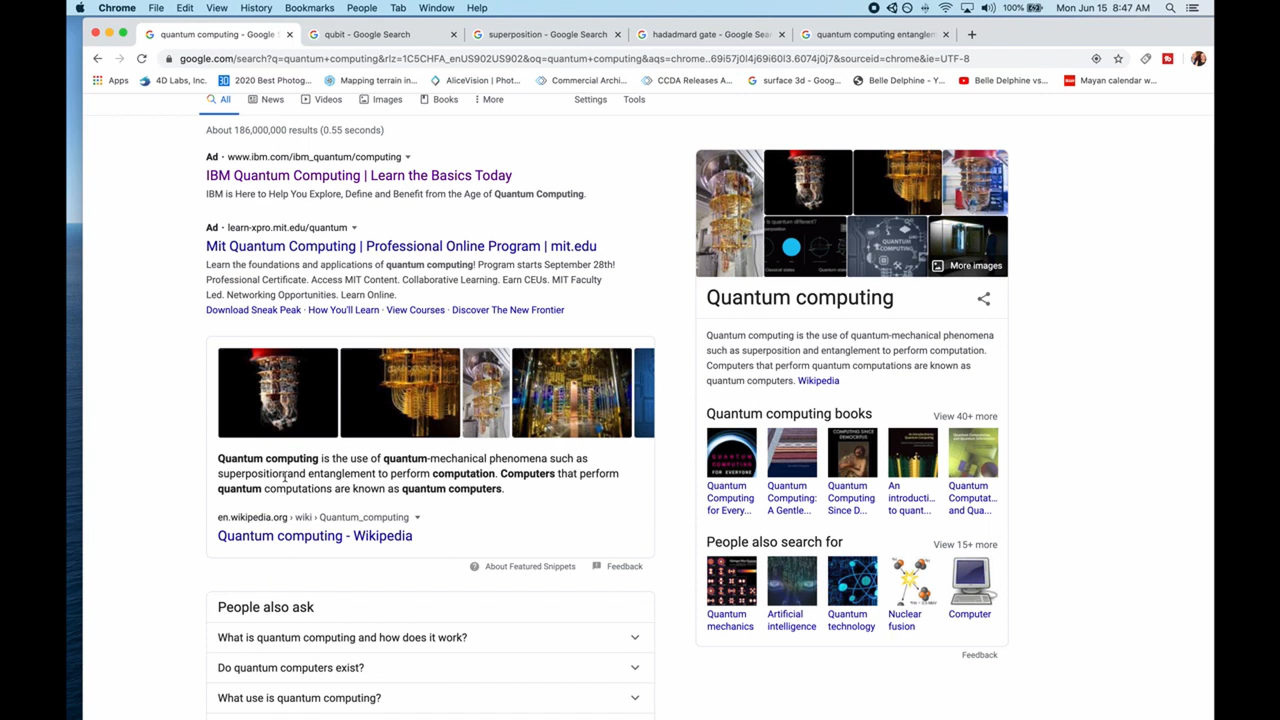 Chrome File Edit View History Bookmarks People Tab Window Help 100% Mon Jun 15 8:47 AM
quantum computing - Google S qubit - Google Search superposition - Google Search hadadmard gate - Google Sea quantum computing entanglem
google.com/search?q=quantum+computing&rlz=1C5CHFA_enUS902US902&oq=quantum+computing&aqs=chrome..69i57j0l4j69i60l3.6074j0j7&sourceid=chrome&ie=UTF-8
Apps 4D Labs, Inc. 2020 Best Photog... Mapping terrain in... AliceVision | Phot... Commercial Archi... CCDA Releases A... surface 3d - Goog... Belle Delphine - Y... Belle Delphine vs... Mayan calendar w...
All News Videos Images Books More Settings Tools
About 186,000,000 results (0.55 seconds)
Ad · www.ibm.com/ibm_quantum/computing
IBM Quantum Computing | Learn the Basics Today
IBM is Here to Help You Explore, Define and Benefit from the Age of Quantum Computing.
Ad · learn-xpro.mit.edu/quantum
Mit Quantum Computing | Professional Online Program | mit.edu
Learn the foundations and applications of quantum computing! Program starts September 28th!
Professional Certificate. Access MIT Content. Collaborative Learning. Earn CEUs. MIT Faculty
Led. Networking Opportunities. Learn Online.
Download Sneak Peak · How You'll Learn · View Courses · Discover The New Frontier
Quantum computing is the use of quantum-mechanical phenomena such as
superposition and entanglement to perform computation. Computers that perform
quantum computations are known as quantum computers.
en.wikipedia.org › wiki › Quantum_computing
Quantum computing - Wikipedia
About Featured Snippets Feedback
People also ask
What is quantum computing and how does it work?
Do quantum computers exist?
What use is quantum computing?
QUANTUM
COMPUTING
More images
Quantum computing
Quantum computing is the use of quantum-mechanical phenomena
such as superposition and entanglement to perform computation.
Computers that perform quantum computations are known as
quantum computers. Wikipedia
Quantum computing books View 40+ more
QUANTUM
COMPUTING
FOR EVERYONE
COMPUTING SINCE
DEMOCRITUS
Quantum Quantum Quantum An Quantum
Computing Computing: Computing introducti... Computat...
for Every... A Gentle... Since D... to quant... and Qua...
People also search for View 15+ more
Quantum Artificial Quantum Nuclear Computer
mechanics intelligence technology fusion
Feedback